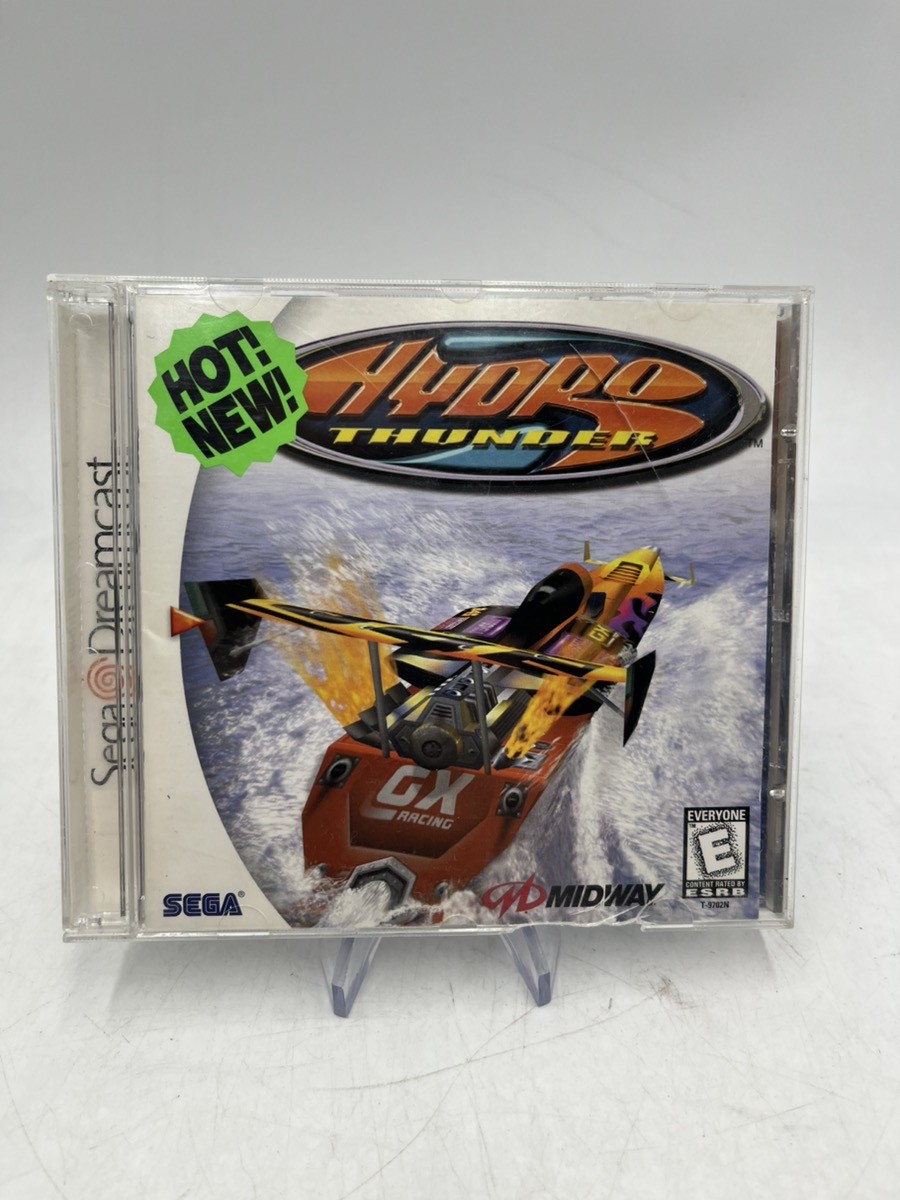 HOT!
NEW!
HYDRO
THUNDER
TM
Sega Dreamcast
GX
RACING
SEGA®
MIDWAY
EVERYONE
E
CONTENT RATED BY
ESRB
T-9702N